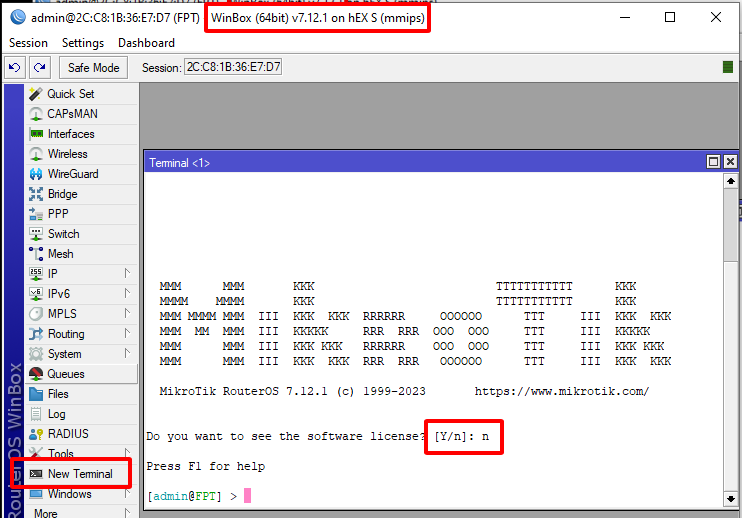 admin@2C:C8:1B:36:E7:D7 (FPT) WinBox (64bit) v7.12.1 on hEX S (mmips)
Session Settings Dashboard
Safe Mode Session: 2C:C8:1B:36:E7:D7
Quick Set
CAPsMAN
Interfaces
Wireless
WireGuard
Bridge
PPP
Switch
Mesh
IP
IPv6
MPLS
Routing
System
Queues
Files
Log
RADIUS
Tools
New Terminal
Windows
More
RouterOS WinBox
Terminal <1>
MMM MMM KKK TTTTTTTTTTT KKK
MMMM MMMM KKK TTTTTTTTTTT KKK
MMM MMMM MMM III KKK KKK RRRRRR OOOOOO TTT III KKK KKK
MMM MM MMM III KKKKK RRR RRR OOO OOO TTT III KKKKK
MMM MMM III KKK KKK RRRRRR OOO OOO TTT III KKK KKK
MMM MMM III KKK KKK RRR RRR OOOOOO TTT III KKK KKK
MikroTik RouterOS 7.12.1 (c) 1999-2023 https://www.mikrotik.com/
Do you want to see the software license? [Y/n]: n
Press F1 for help
[admin@FPT] >